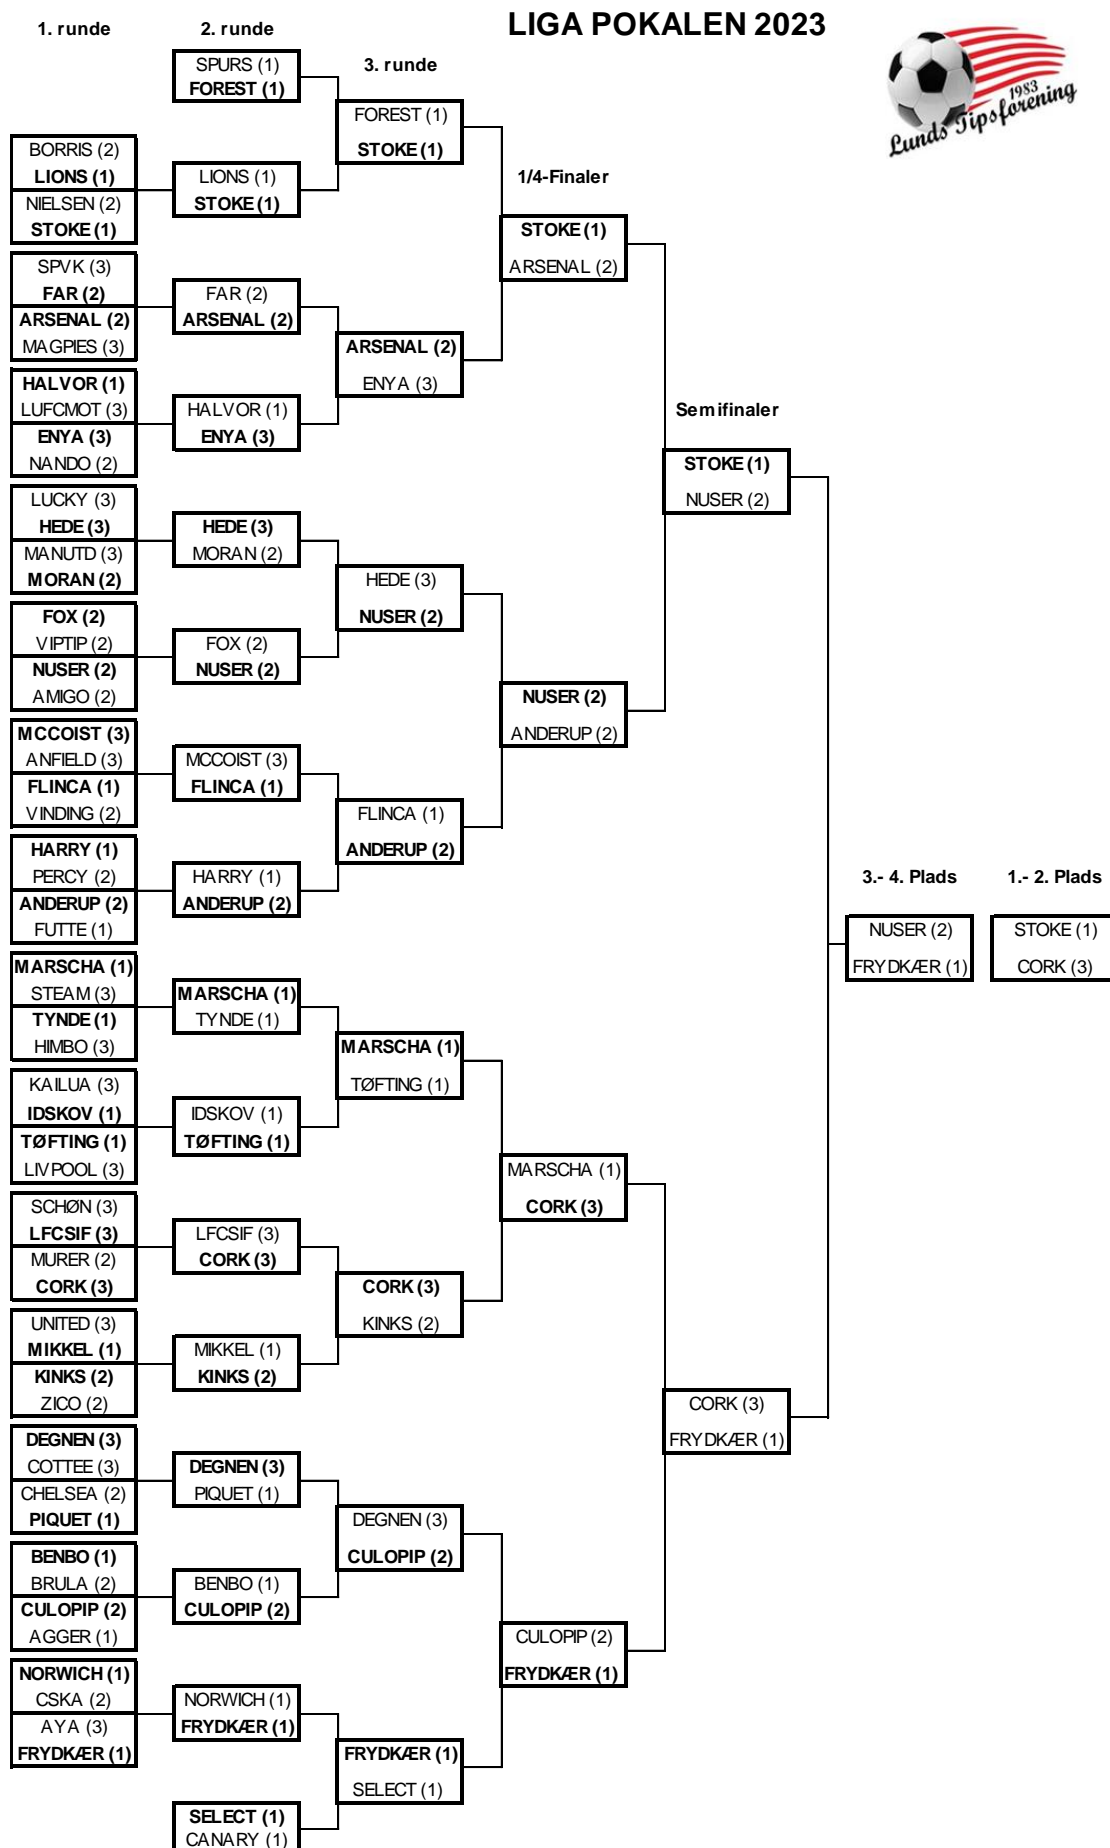 LIGA POKALEN 2023
1983
Lunds Tipsforening
1. runde
BORRIS (2)
LIONS (1)
NIELSEN (2)
STOKE (1)
SPVK (3)
FAR (2)
ARSENAL (2)
MAGPIES (3)
HALVOR (1)
LUFCMOT (3)
ENYA (3)
NANDO (2)
LUCKY (3)
HEDE (3)
MANUTD (3)
MORAN (2)
FOX (2)
VIPTIP (2)
NUSER (2)
AMIGO (2)
MCCOIST (3)
ANFIELD (3)
FLINCA (1)
VINDING (2)
HARRY (1)
PERCY (2)
ANDERUP (2)
FUTTE (1)
MARSCHA (1)
STEAM (3)
TYNDE (1)
HIMBO (3)
KAILUA (3)
IDSKOV (1)
TØFTING (1)
LIVPOOL (3)
SCHØN (3)
LFCSIF (3)
MURER (2)
CORK (3)
UNITED (3)
MIKKEL (1)
KINKS (2)
ZICO (2)
DEGNEN (3)
COTTEE (3)
CHELSEA (2)
PIQUET (1)
BENBO (1)
BRULA (2)
CULOPIP (2)
AGGER (1)
NORWICH (1)
CSKA (2)
AYA (3)
FRYDKÆR (1)
2. runde
SPURS (1)
FOREST (1)
LIONS (1)
STOKE (1)
FAR (2)
ARSENAL (2)
HALVOR (1)
ENYA (3)
HEDE (3)
MORAN (2)
FOX (2)
NUSER (2)
MCCOIST (3)
FLINCA (1)
HARRY (1)
ANDERUP (2)
MARSCHA (1)
TYNDE (1)
IDSKOV (1)
TØFTING (1)
LFCSIF (3)
CORK (3)
MIKKEL (1)
KINKS (2)
DEGNEN (3)
PIQUET (1)
BENBO (1)
CULOPIP (2)
NORWICH (1)
FRYDKÆR (1)
SELECT (1)
CANARY (1)
3. runde
FOREST (1)
STOKE (1)
ARSENAL (2)
ENYA (3)
HEDE (3)
NUSER (2)
FLINCA (1)
ANDERUP (2)
MARSCHA (1)
TØFTING (1)
CORK (3)
KINKS (2)
DEGNEN (3)
CULOPIP (2)
FRYDKÆR (1)
SELECT (1)
1/4-Finaler
STOKE (1)
ARSENAL (2)
NUSER (2)
ANDERUP (2)
MARSCHA (1)
CORK (3)
CULOPIP (2)
FRYDKÆR (1)
Semifinaler
STOKE (1)
NUSER (2)
CORK (3)
FRYDKÆR (1)
3.- 4. Plads
NUSER (2)
FRYDKÆR (1)
1.- 2. Plads
STOKE (1)
CORK (3)